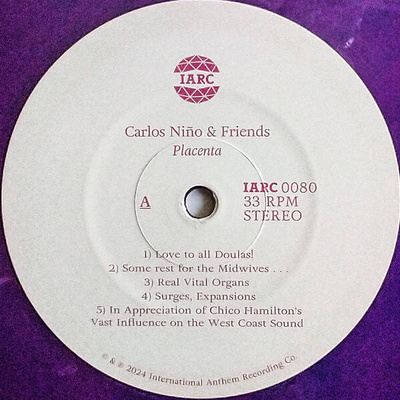 IARC
Carlos Niño & Friends
Placenta
A
IARC 0080
33 RPM
STEREO
1) Love to all Doulas!
2) Some rest for the Midwives . . .
3) Real Vital Organs
4) Surges, Expansions
5) In Appreciation of Chico Hamilton's
Vast Influence on the West Coast Sound
© & ℗ 2024 International Anthem Recording Co.